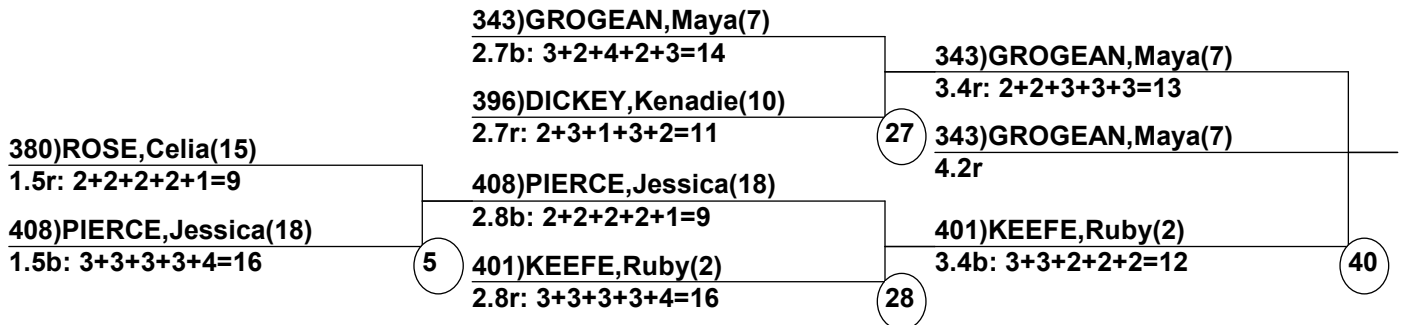 380)ROSE,Celia(15)
1.5r: 2+2+2+2+1=9
408)PIERCE,Jessica(18)
1.5b: 3+3+3+3+4=16
5
343)GROGEAN,Maya(7)
2.7b: 3+2+4+2+3=14
396)DICKEY,Kenadie(10)
2.7r: 2+3+1+3+2=11
27
408)PIERCE,Jessica(18)
2.8b: 2+2+2+2+1=9
401)KEEFE,Ruby(2)
2.8r: 3+3+3+3+4=16
28
343)GROGEAN,Maya(7)
3.4r: 2+2+3+3+3=13
343)GROGEAN,Maya(7)
4.2r
401)KEEFE,Ruby(2)
3.4b: 3+3+2+2+2=12
40